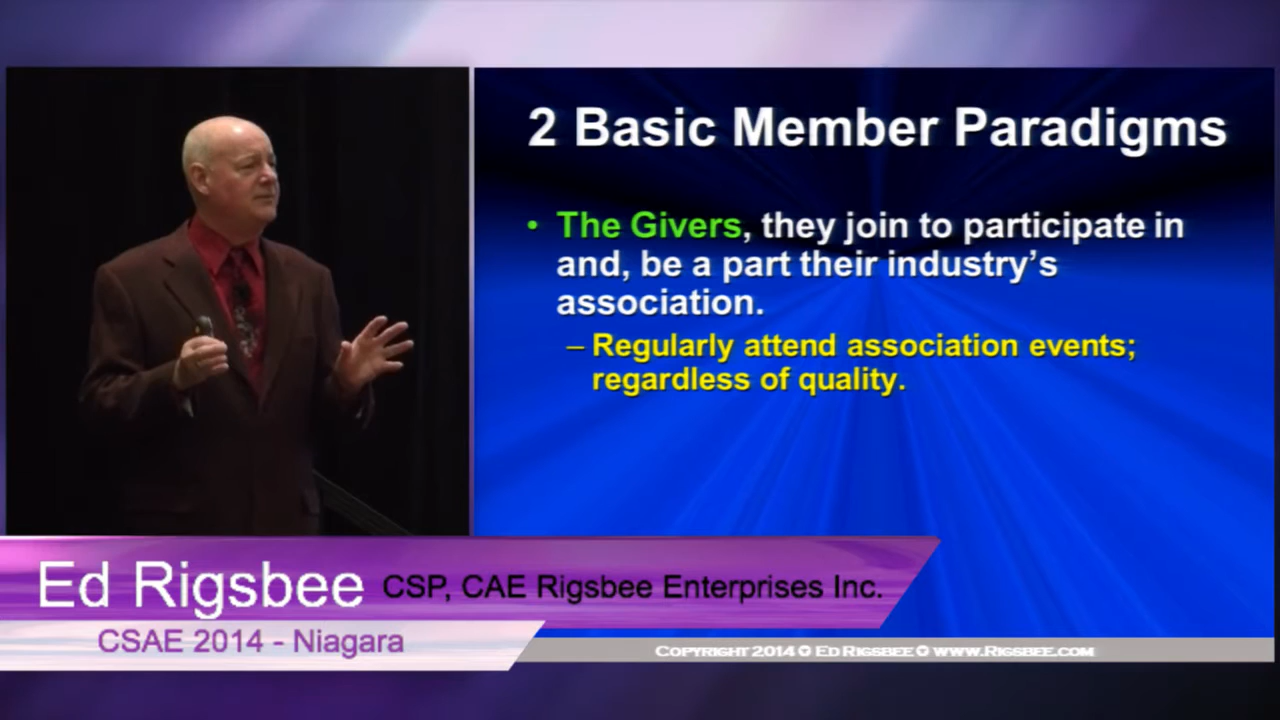 2 Basic Member Paradigms
• The Givers, they join to participate in
and, be a part their industry’s
association.
– Regularly attend association events;
regardless of quality.
Ed Rigsbee CSP, CAE Rigsbee Enterprises Inc.
CSAE 2014 - Niagara
Copyright 2014 ✪ Ed Rigsbee ✪ www.Rigsbee.com